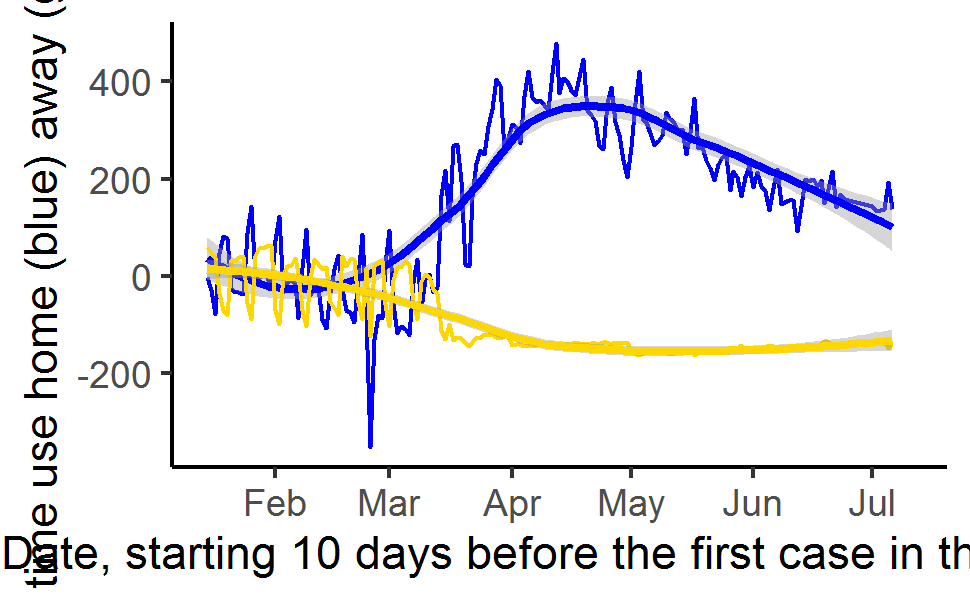 time use home (blue) away (
400
200
0
-200
Feb Mar Apr May Jun Jul
Date, starting 10 days before the first case in th